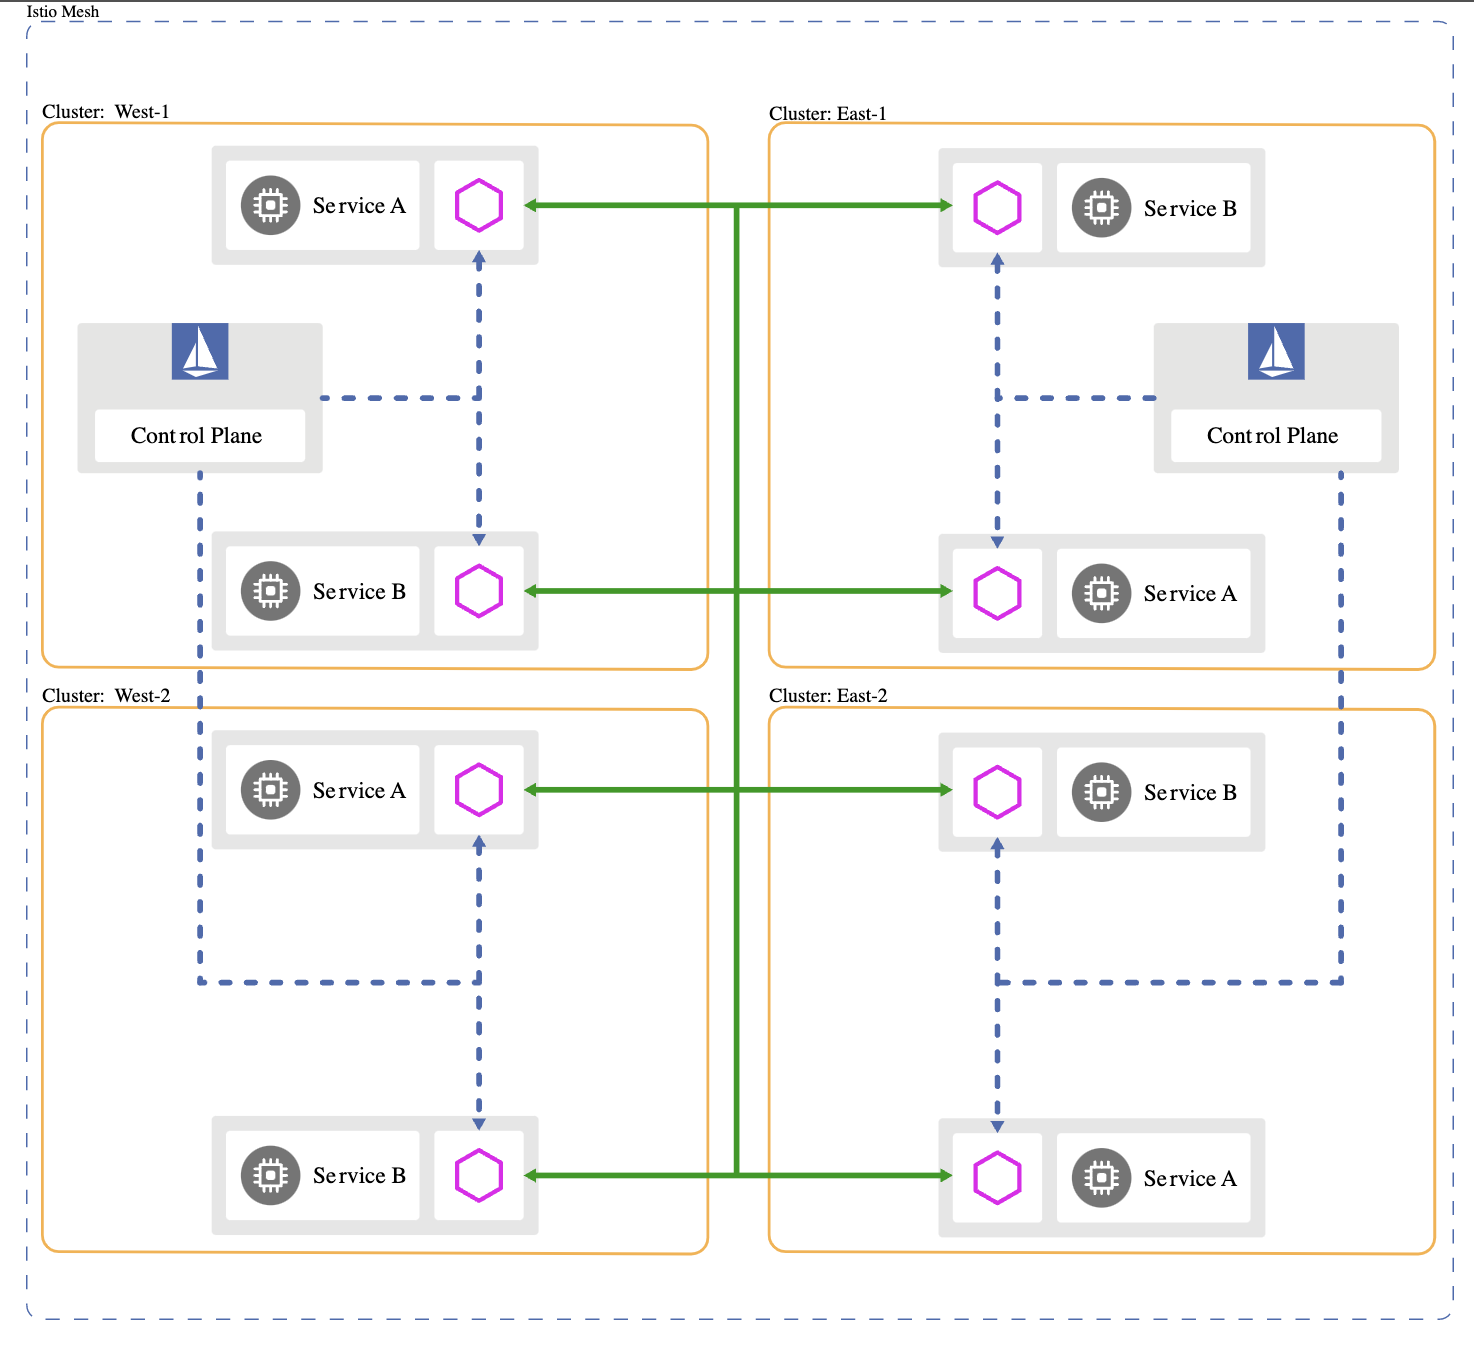 Istio Mesh
Cluster: West-1
Service A
Control Plane
Service B
Cluster: East-1
Service B
Control Plane
Service A
Cluster: West-2
Service A
Service B
Cluster: East-2
Service B
Service A